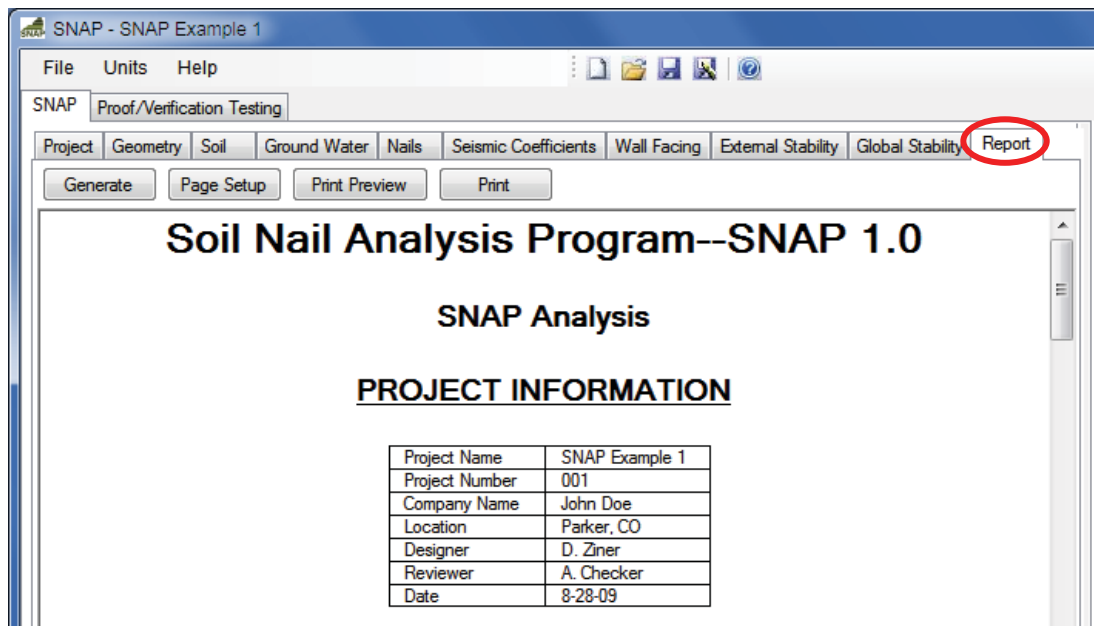 SNAP SNAP - SNAP Example 1
File Units Help
SNAP Proof/Verification Testing
Project Geometry Soil Ground Water Nails Seismic Coefficients Wall Facing External Stability Global Stability Report
Generate Page Setup Print Preview Print
Soil Nail Analysis Program--SNAP 1.0
SNAP Analysis
PROJECT INFORMATION
Project Name SNAP Example 1
Project Number 001
Company Name John Doe
Location Parker, CO
Designer D. Ziner
Reviewer A. Checker
Date 8-28-09